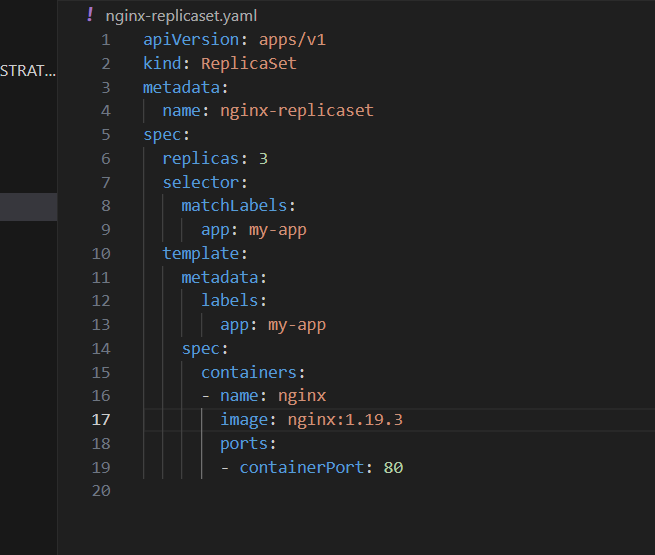 ! nginx-replicaset.yaml
STRAT...
1 apiVersion: apps/v1
2 kind: ReplicaSet
3 metadata:
4   name: nginx-replicaset
5 spec:
6   replicas: 3
7   selector:
8     matchLabels:
9       app: my-app
10   template:
11     metadata:
12       labels:
13         app: my-app
14     spec:
15       containers:
16       - name: nginx
17         image: nginx:1.19.3
18         ports:
19         - containerPort: 80
20